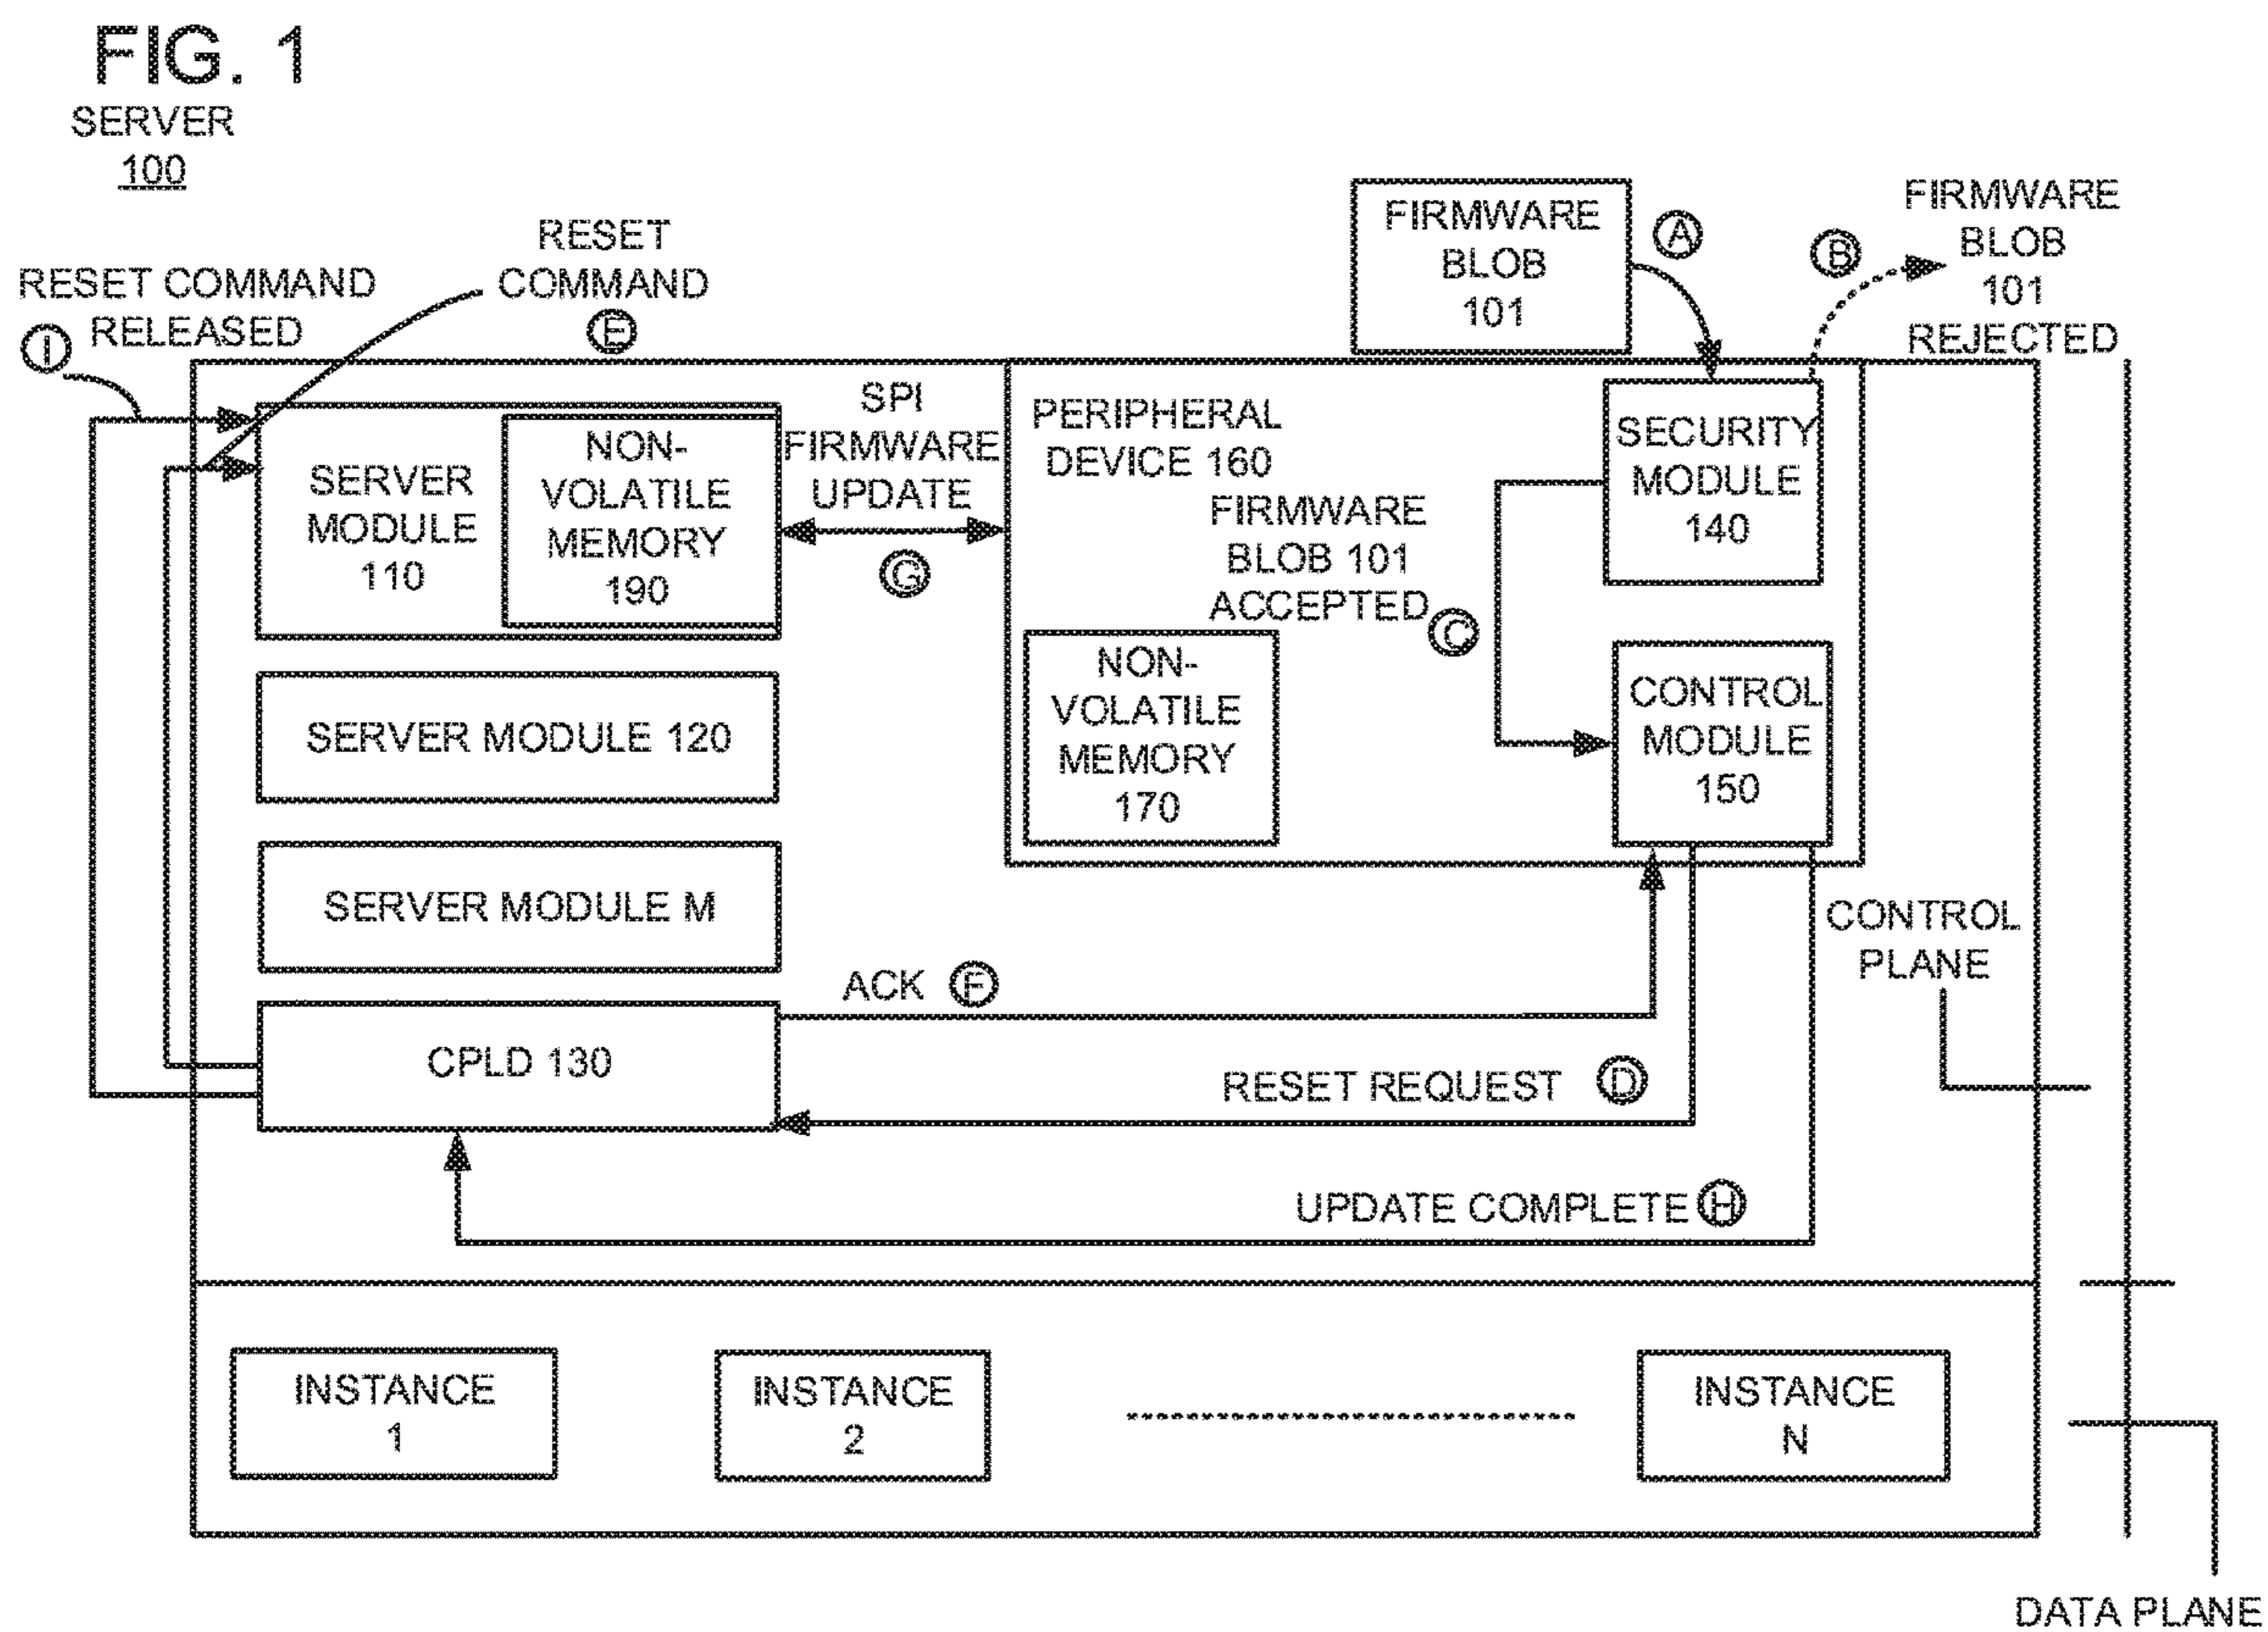 FIG. 1
SERVER
100
RESET COMMAND
RELEASED
I
RESET
COMMAND
E
FIRMWARE
BLOB
101
A
B
FIRMWARE
BLOB
101
REJECTED
SERVER
MODULE
110
NON-
VOLATILE
MEMORY
190
SPI
FIRMWARE
UPDATE
G
PERIPHERAL
DEVICE 160
FIRMWARE
BLOB 101
ACCEPTED
C
SECURITY
MODULE
140
NON-
VOLATILE
MEMORY
170
CONTROL
MODULE
150
SERVER MODULE 120
SERVER MODULE M
CPLD 130
ACK F
RESET REQUEST D
UPDATE COMPLETE H
CONTROL
PLANE
INSTANCE
1
INSTANCE
2
INSTANCE
N
DATA PLANE